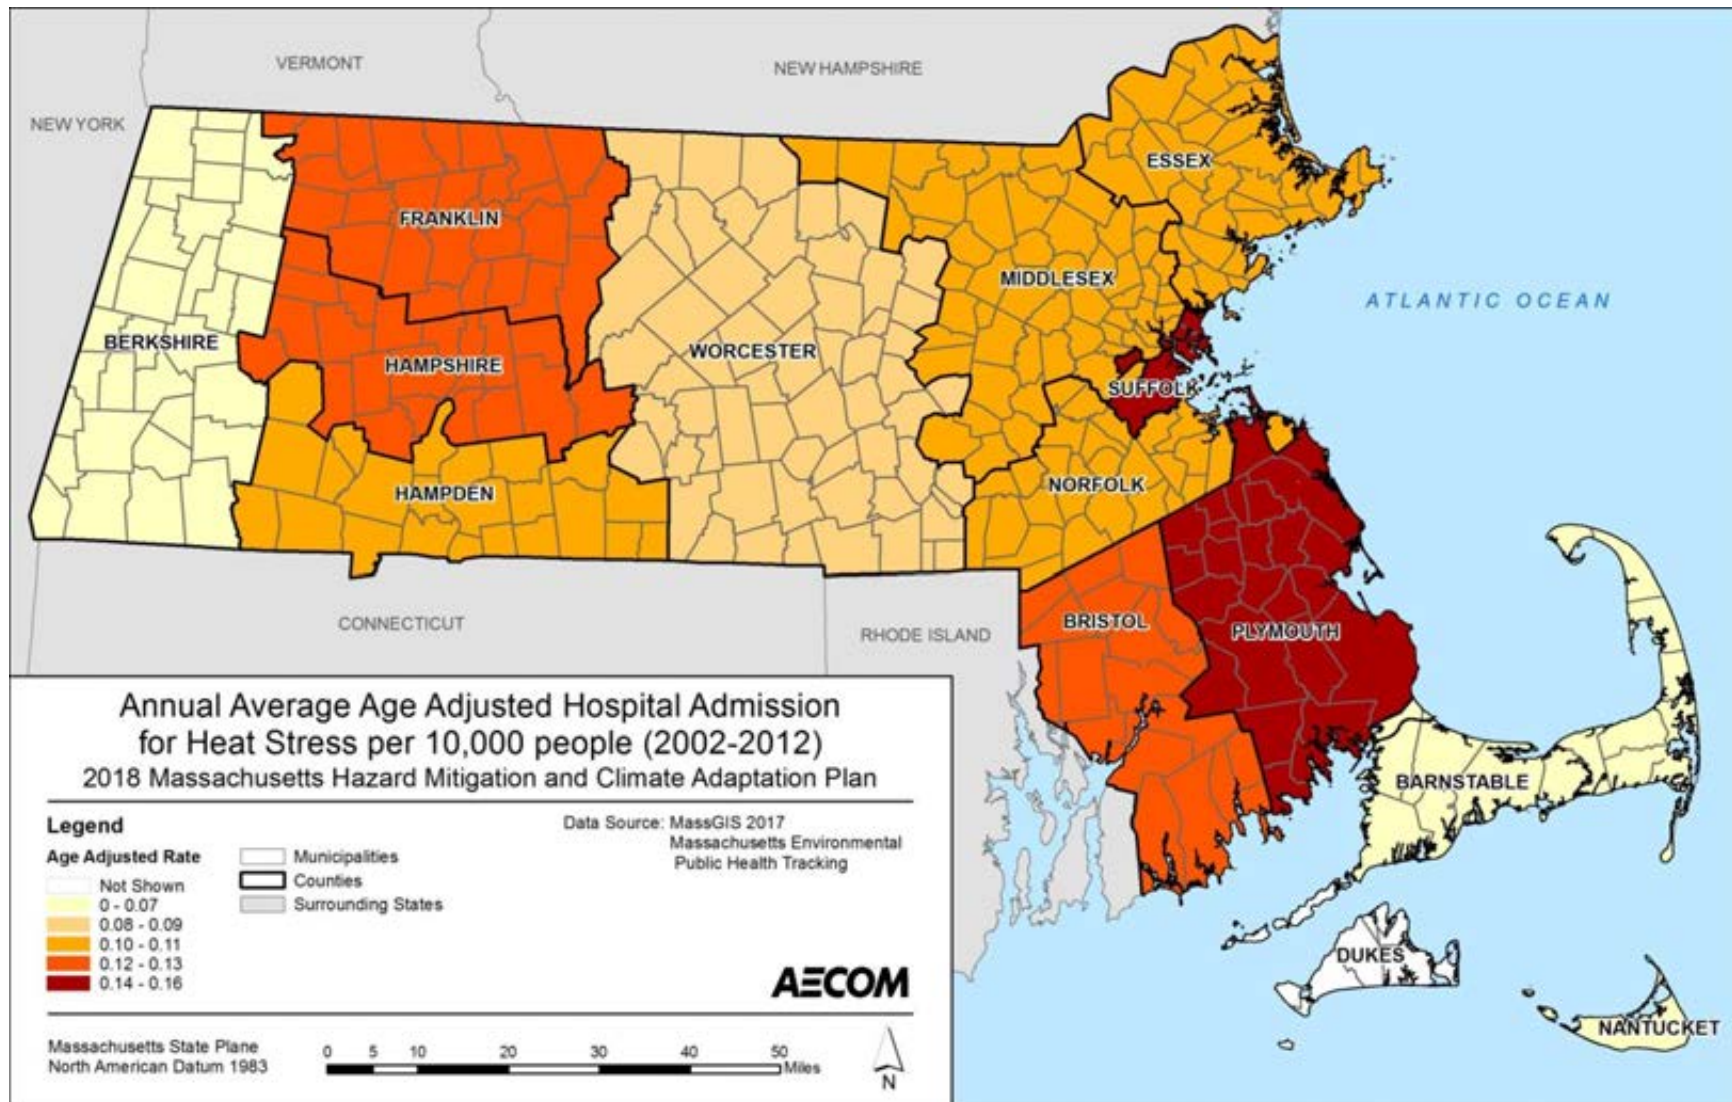 VERMONT
NEW HAMPSHIRE
NEW YORK
ESSEX
FRANKLIN
MIDDLESEX
ATLANTIC OCEAN
BERKSHIRE
WORCESTER
HAMPSHIRE
SUFFOLK
NORFOLK
HAMPDEN
CONNECTICUT
RHODE ISLAND
BRISTOL
PLYMOUTH
BARNSTABLE
DUKES
NANTUCKET
Annual Average Age Adjusted Hospital Admission
for Heat Stress per 10,000 people (2002-2012)
2018 Massachusetts Hazard Mitigation and Climate Adaptation Plan
Legend
Age Adjusted Rate
Not Shown
0 - 0.07
0.08 - 0.09
0.10 - 0.11
0.12 - 0.13
0.14 - 0.16
Municipalities
Counties
Surrounding States
Data Source: MassGIS 2017
Massachusetts Environmental
Public Health Tracking
AECOM
Massachusetts State Plane
North American Datum 1983
0 5 10 20 30 40 50
Miles
N